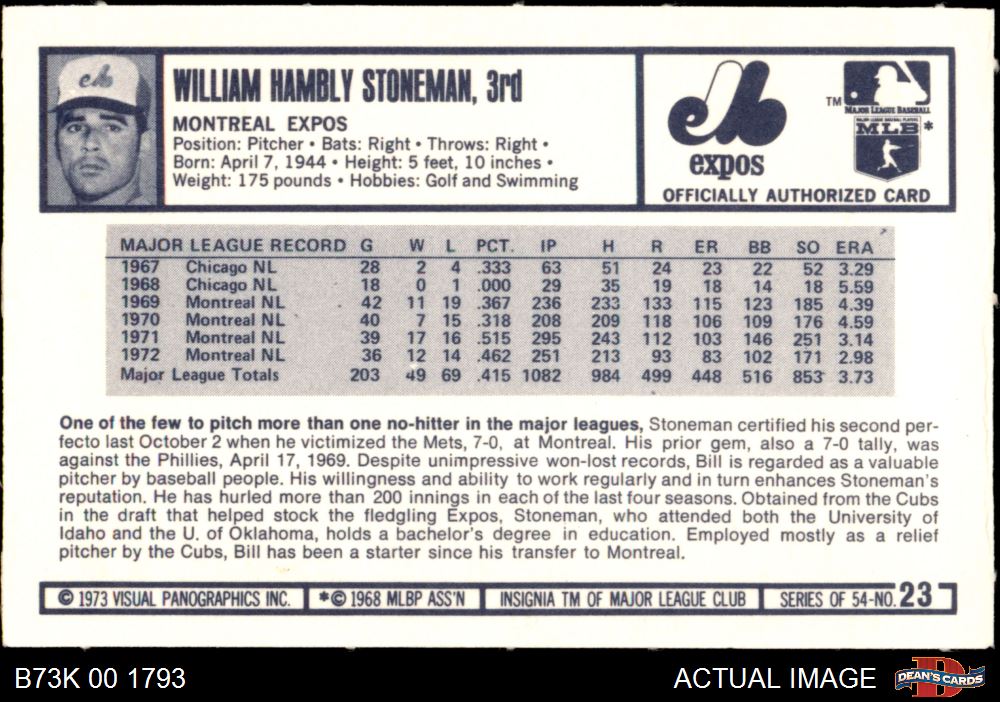 eb
WILLIAM HAMBLY STONEMAN, 3rd
MONTREAL EXPOS
Position: Pitcher • Bats: Right • Throws: Right •
Born: April 7, 1944 • Height: 5 feet, 10 inches •
Weight: 175 pounds • Hobbies: Golf and Swimming
expos
TM
MAJOR LEAGUE BASEBALL
MAJOR LEAGUE BASEBALL PLAYERS
MLB *
OFFICIALLY AUTHORIZED CARD
MAJOR LEAGUE RECORD G W L PCT. IP H R ER BB SO ERA
1967 Chicago NL 28 2 4 .333 63 51 24 23 22 52 3.29
1968 Chicago NL 18 0 1 .000 29 35 19 18 14 18 5.59
1969 Montreal NL 42 11 19 .367 236 233 133 115 123 185 4.39
1970 Montreal NL 40 7 15 .318 208 209 118 106 109 176 4.59
1971 Montreal NL 39 17 16 .515 295 243 112 103 146 251 3.14
1972 Montreal NL 36 12 14 .462 251 213 93 83 102 171 2.98
Major League Totals 203 49 69 .415 1082 984 499 448 516 853 3.73
One of the few to pitch more than one no-hitter in the major leagues, Stoneman certified his second per-
fecto last October 2 when he victimized the Mets, 7-0, at Montreal. His prior gem, also a 7-0 tally, was
against the Phillies, April 17, 1969. Despite unimpressive won-lost records, Bill is regarded as a valuable
pitcher by baseball people. His willingness and ability to work regularly and in turn enhances Stoneman's
reputation. He has hurled more than 200 innings in each of the last four seasons. Obtained from the Cubs
in the draft that helped stock the fledgling Expos, Stoneman, who attended both the University of
Idaho and the U. of Oklahoma, holds a bachelor's degree in education. Employed mostly as a relief
pitcher by the Cubs, Bill has been a starter since his transfer to Montreal.
© 1973 VISUAL PANOGRAPHICS INC. *© 1968 MLBP ASS'N INSIGNIA TM OF MAJOR LEAGUE CLUB SERIES OF 54-NO. 23
B73K 00 1793 ACTUAL IMAGE DEAN'S CARDS